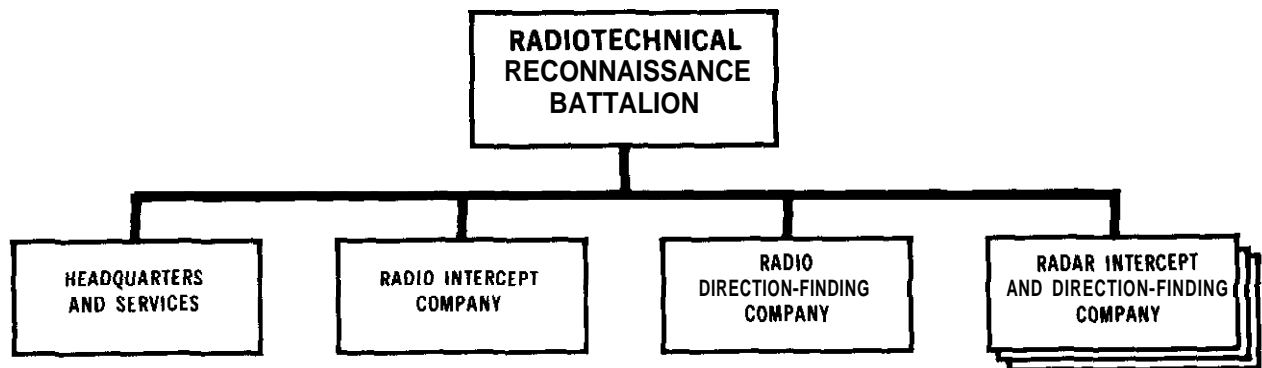 RADIOTECHNICAL
RECONNAISSANCE
BATTALION
HEADQUARTERS
AND SERVICES
RADIO INTERCEPT
COMPANY
RADIO
DIRECTION-FINDING
COMPANY
RADAR INTERCEPT
AND DIRECTION-FINDING
COMPANY